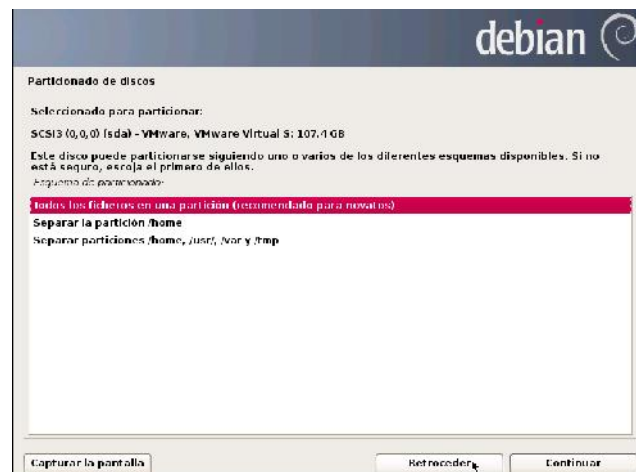 debian
Particionado de discos
Seleccionado para particionar:
SCSI3 (0,0,0) (sda) - VMware, VMware Virtual S: 107.4 GB
Este disco puede particionarse siguiendo uno o varios de los diferentes esquemas disponibles. Si no
está seguro, escoja el primero de ellos.
Esquema de particionado:
Todos los ficheros en una partición (recomendado para novatos)
Separar la partición /home
Separar particiones /home, /usr/, /var y /tmp
Capturar la pantalla
Retroceder
Continuar